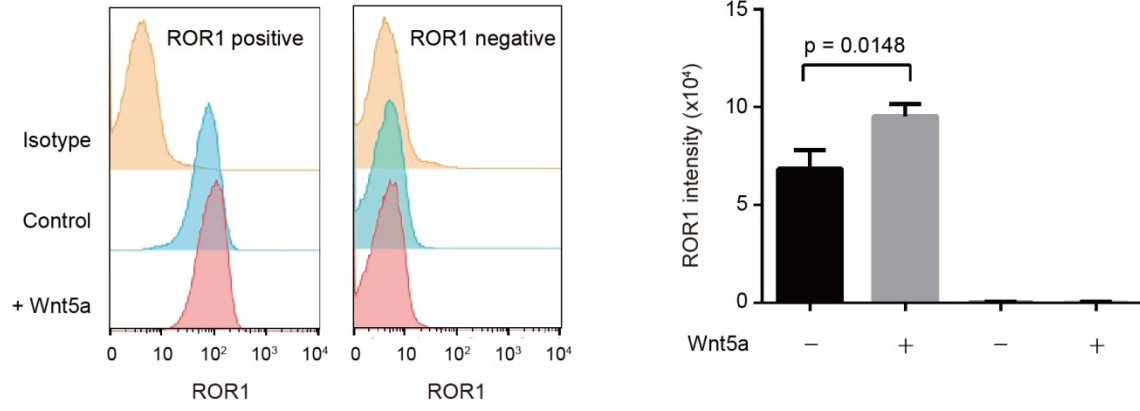 ROR1 positive
ROR1 negative
Isotype
Control
+ Wnt5a
0 10 10² 10³ 10⁴
0 10 10² 10³ 10⁴
ROR1
ROR1
15
10
5
0
ROR1 intensity (x10⁴)
p = 0.0148
Wnt5a − + − +